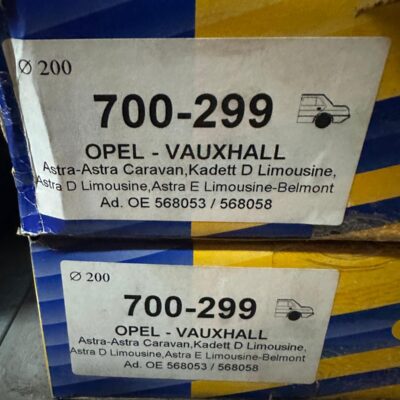 Ø 200
700-299
OPEL - VAUXHALL
Astra-Astra Caravan,Kadett D Limousine,
Astra D Limousine,Astra E Limousine-Belmont
Ad. OE 568053 / 568058
Ø 200
700-299
OPEL - VAUXHALL
Astra-Astra Caravan,Kadett D Limousine,
Astra D Limousine,Astra E Limousine-Belmont
Ad. OE 568053 / 568058